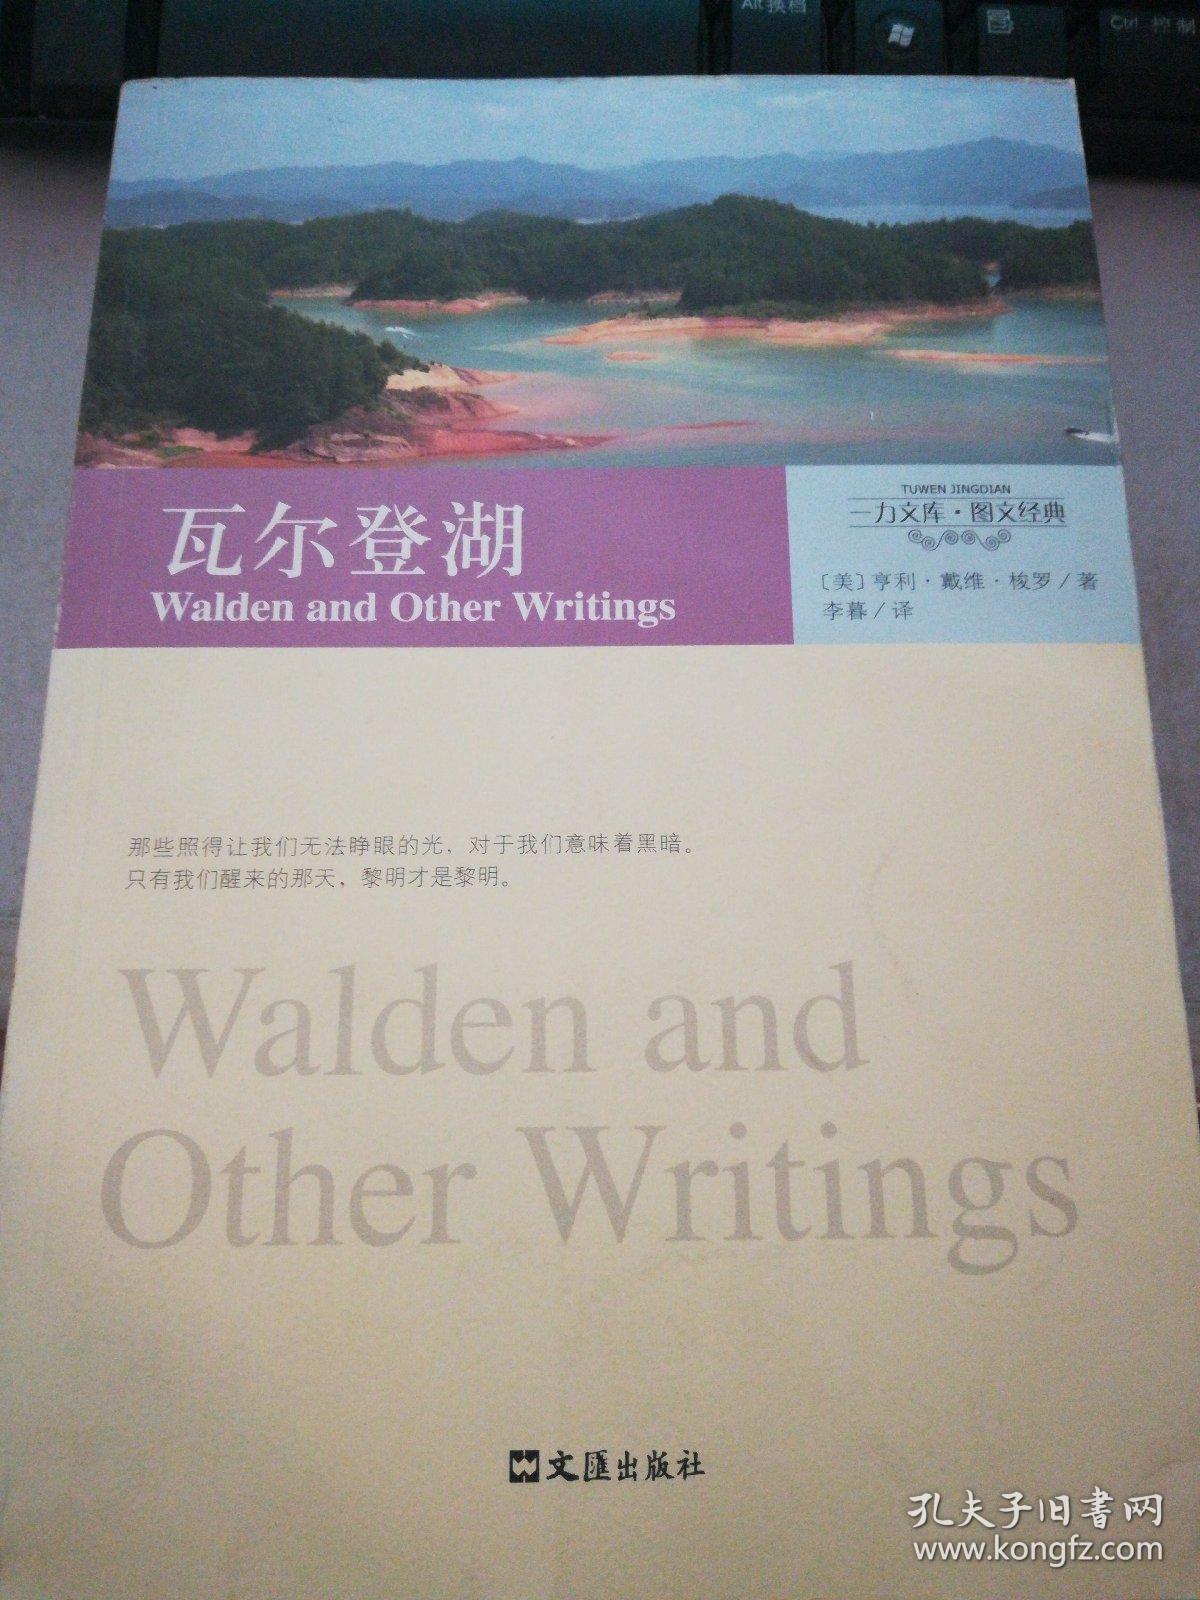 Alt 换档
Ctrl 控制
瓦尔登湖
Walden and Other Writings
TUWEN JINGDIAN
一力文库·图文经典
〔美〕亨利·戴维·梭罗/著
李暮/译
那些照得让我们无法睁眼的光，对于我们意味着黑暗。
只有我们醒来的那天，黎明才是黎明。
Walden and
Other Writings
文匯出版社
孔夫子旧书网
www.kongfz.com